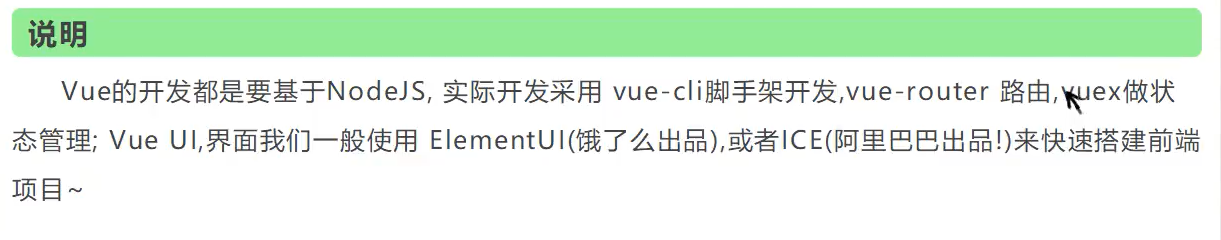 说明
Vue的开发都是要基于NodeJS, 实际开发采用 vue-cli脚手架开发,vue-router 路由,vuex做状
态管理; Vue UI,界面我们一般使用 ElementUI(饿了么出品),或者ICE(阿里巴巴出品!)来快速搭建前端
项目~